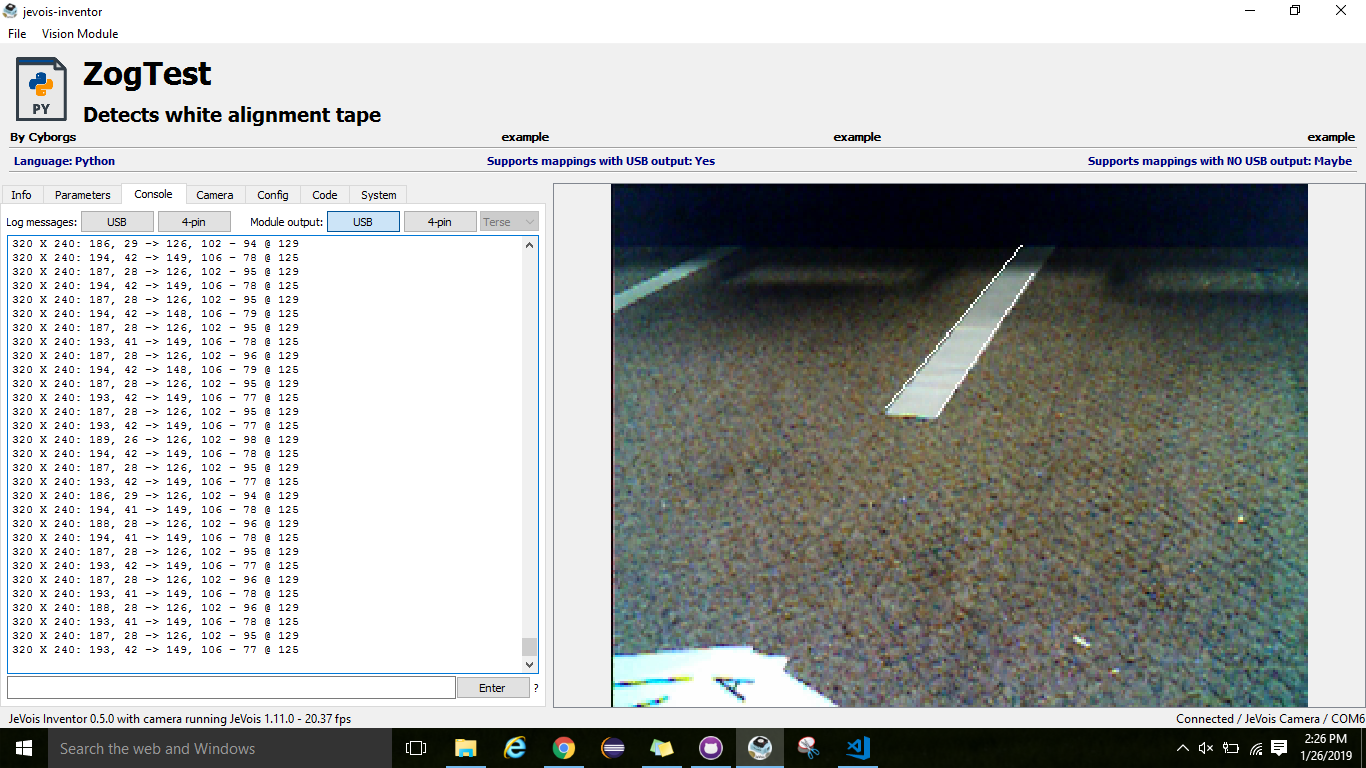 jevois-inventor
File Vision Module
PY
ZogTest
Detects white alignment tape
By Cyborgs example example example
Language: Python Supports mappings with USB output: Yes Supports mappings with NO USB output: Maybe
Info Parameters Console Camera Config Code System
Log messages: USB 4-pin Module output: USB 4-pin Terse
320 X 240: 186, 29 -> 126, 102 - 94 @ 129
320 X 240: 194, 42 -> 149, 106 - 78 @ 125
320 X 240: 187, 28 -> 126, 102 - 95 @ 129
320 X 240: 194, 42 -> 149, 106 - 78 @ 125
320 X 240: 187, 28 -> 126, 102 - 95 @ 129
320 X 240: 194, 42 -> 148, 106 - 79 @ 125
320 X 240: 187, 28 -> 126, 102 - 95 @ 129
320 X 240: 193, 41 -> 149, 106 - 78 @ 125
320 X 240: 187, 28 -> 126, 102 - 96 @ 129
320 X 240: 194, 42 -> 148, 106 - 79 @ 125
320 X 240: 187, 28 -> 126, 102 - 95 @ 129
320 X 240: 193, 42 -> 149, 106 - 77 @ 125
320 X 240: 187, 28 -> 126, 102 - 95 @ 129
320 X 240: 193, 42 -> 149, 106 - 77 @ 125
320 X 240: 189, 26 -> 126, 102 - 98 @ 129
320 X 240: 194, 42 -> 149, 106 - 78 @ 125
320 X 240: 187, 28 -> 126, 102 - 95 @ 129
320 X 240: 193, 42 -> 149, 106 - 77 @ 125
320 X 240: 186, 29 -> 126, 102 - 94 @ 129
320 X 240: 194, 41 -> 149, 106 - 78 @ 125
320 X 240: 188, 28 -> 126, 102 - 96 @ 129
320 X 240: 194, 41 -> 149, 106 - 78 @ 125
320 X 240: 187, 28 -> 126, 102 - 95 @ 129
320 X 240: 193, 42 -> 149, 106 - 77 @ 125
320 X 240: 187, 28 -> 126, 102 - 96 @ 129
320 X 240: 193, 41 -> 149, 106 - 78 @ 125
320 X 240: 188, 28 -> 126, 102 - 96 @ 129
320 X 240: 193, 41 -> 149, 106 - 78 @ 125
320 X 240: 187, 28 -> 126, 102 - 95 @ 129
320 X 240: 193, 42 -> 149, 106 - 77 @ 125
Enter ?
JeVois Inventor 0.5.0 with camera running JeVois 1.11.0 - 20.37 fps Connected / JeVois Camera / COM6
Search the web and Windows
2:26 PM
1/26/2019